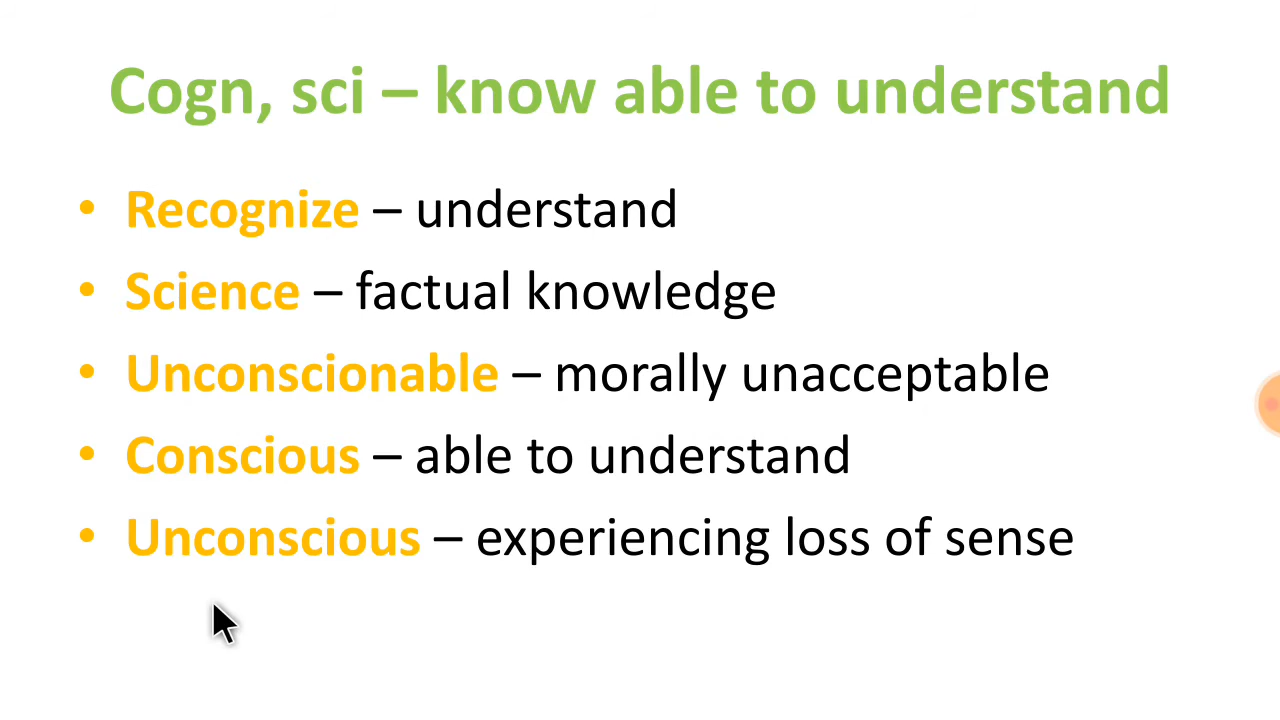 Cogn, sci – know able to understand
• Recognize – understand
• Science – factual knowledge
• Unconscionable – morally unacceptable
• Conscious – able to understand
• Unconscious – experiencing loss of sense